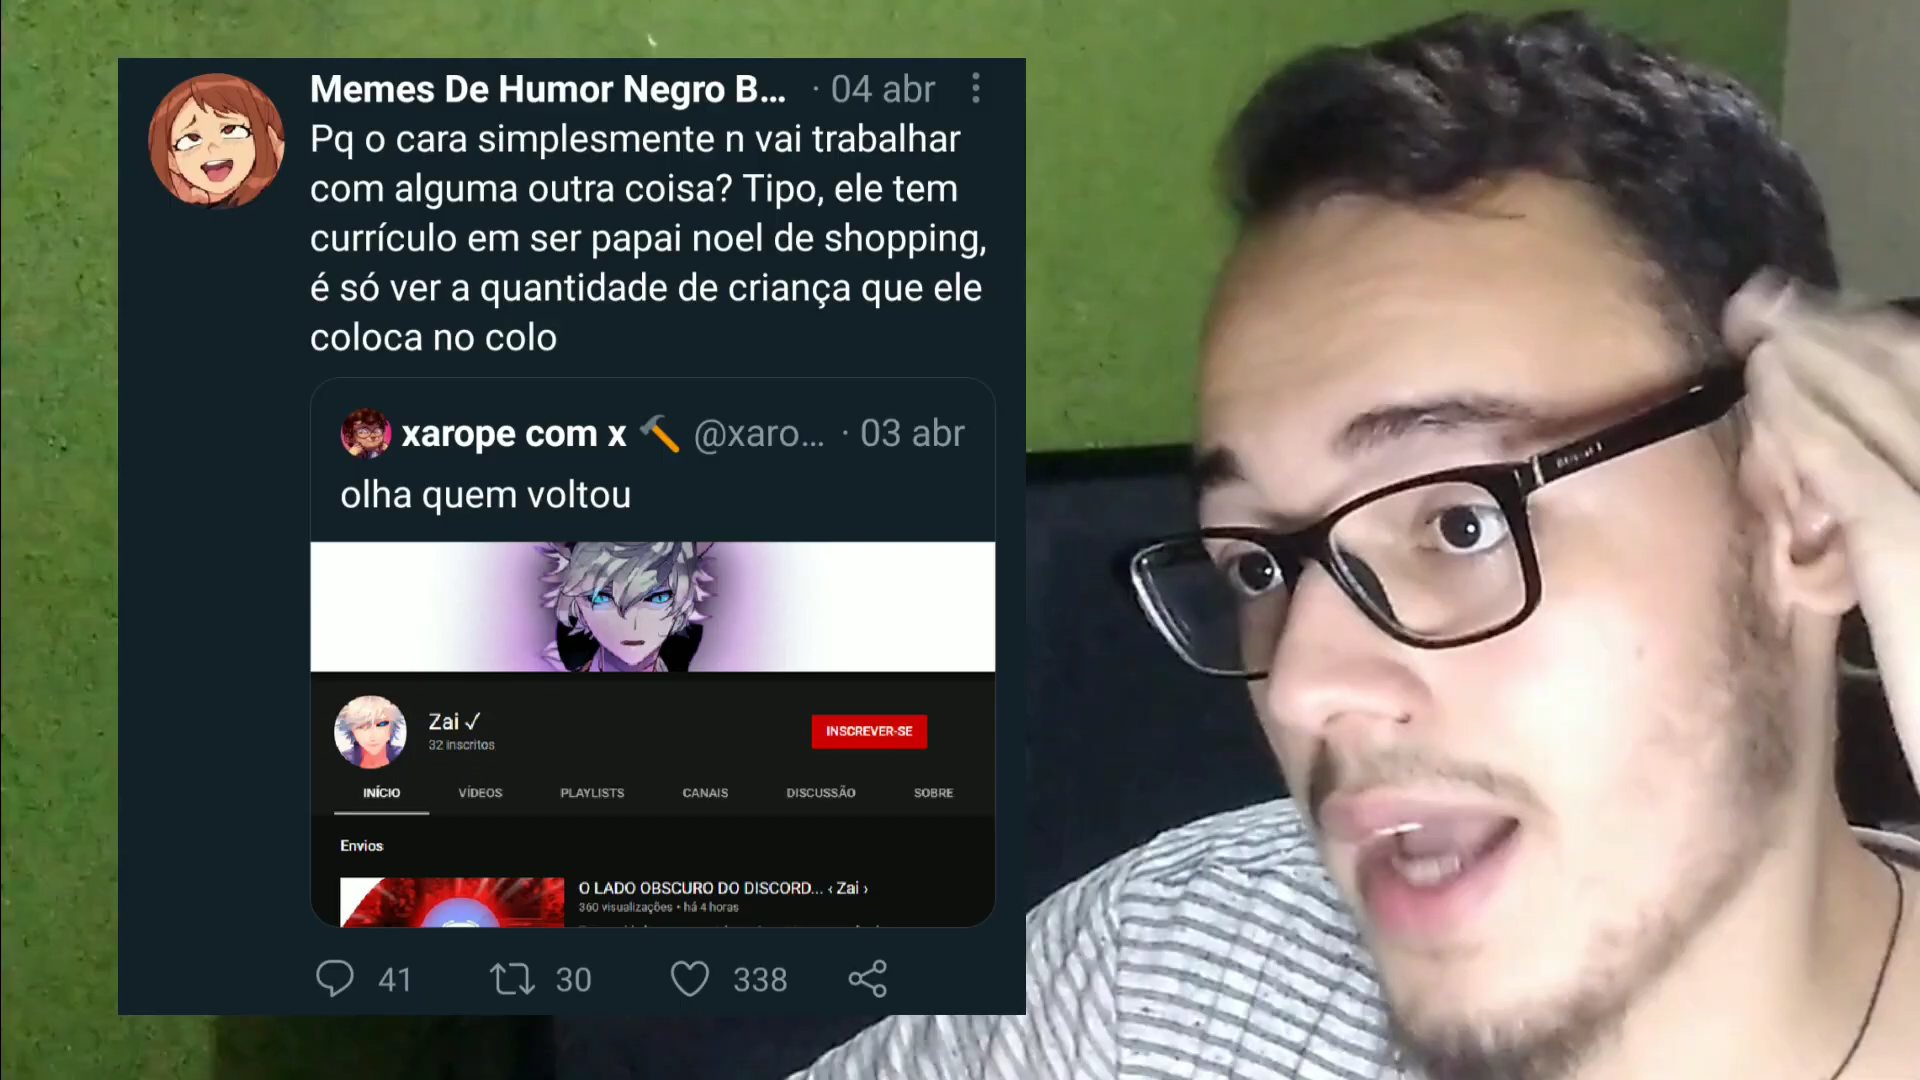 Memes De Humor Negro B... · 04 abr
Pq o cara simplesmente n vai trabalhar
com alguma outra coisa? Tipo, ele tem
currículo em ser papai noel de shopping,
é só ver a quantidade de criança que ele
coloca no colo
xarope com x 🔨 @xaro... · 03 abr
olha quem voltou
Zai ✓
32 inscritos
INSCREVER-SE
INÍCIO VÍDEOS PLAYLISTS CANAIS DISCUSSÃO SOBRE
Envios
O LADO OBSCURO DO DISCORD... ‹ Zai ›
360 visualizações • há 4 horas
41 30 338